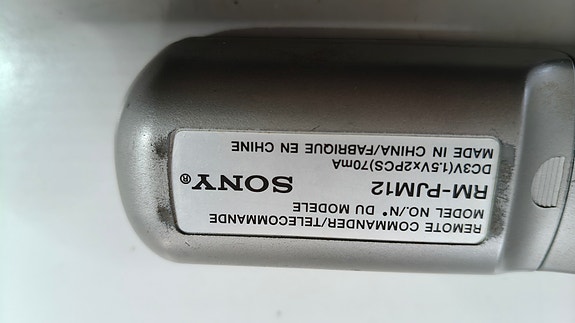 REMOTE COMMANDER/TELECOMMANDE
MODEL NO./N° DU MODELE
RM-PJM12
SONY®
DC3V(1.5Vx2PCS)70mA
MADE IN CHINA/FABRIQUE EN CHINE